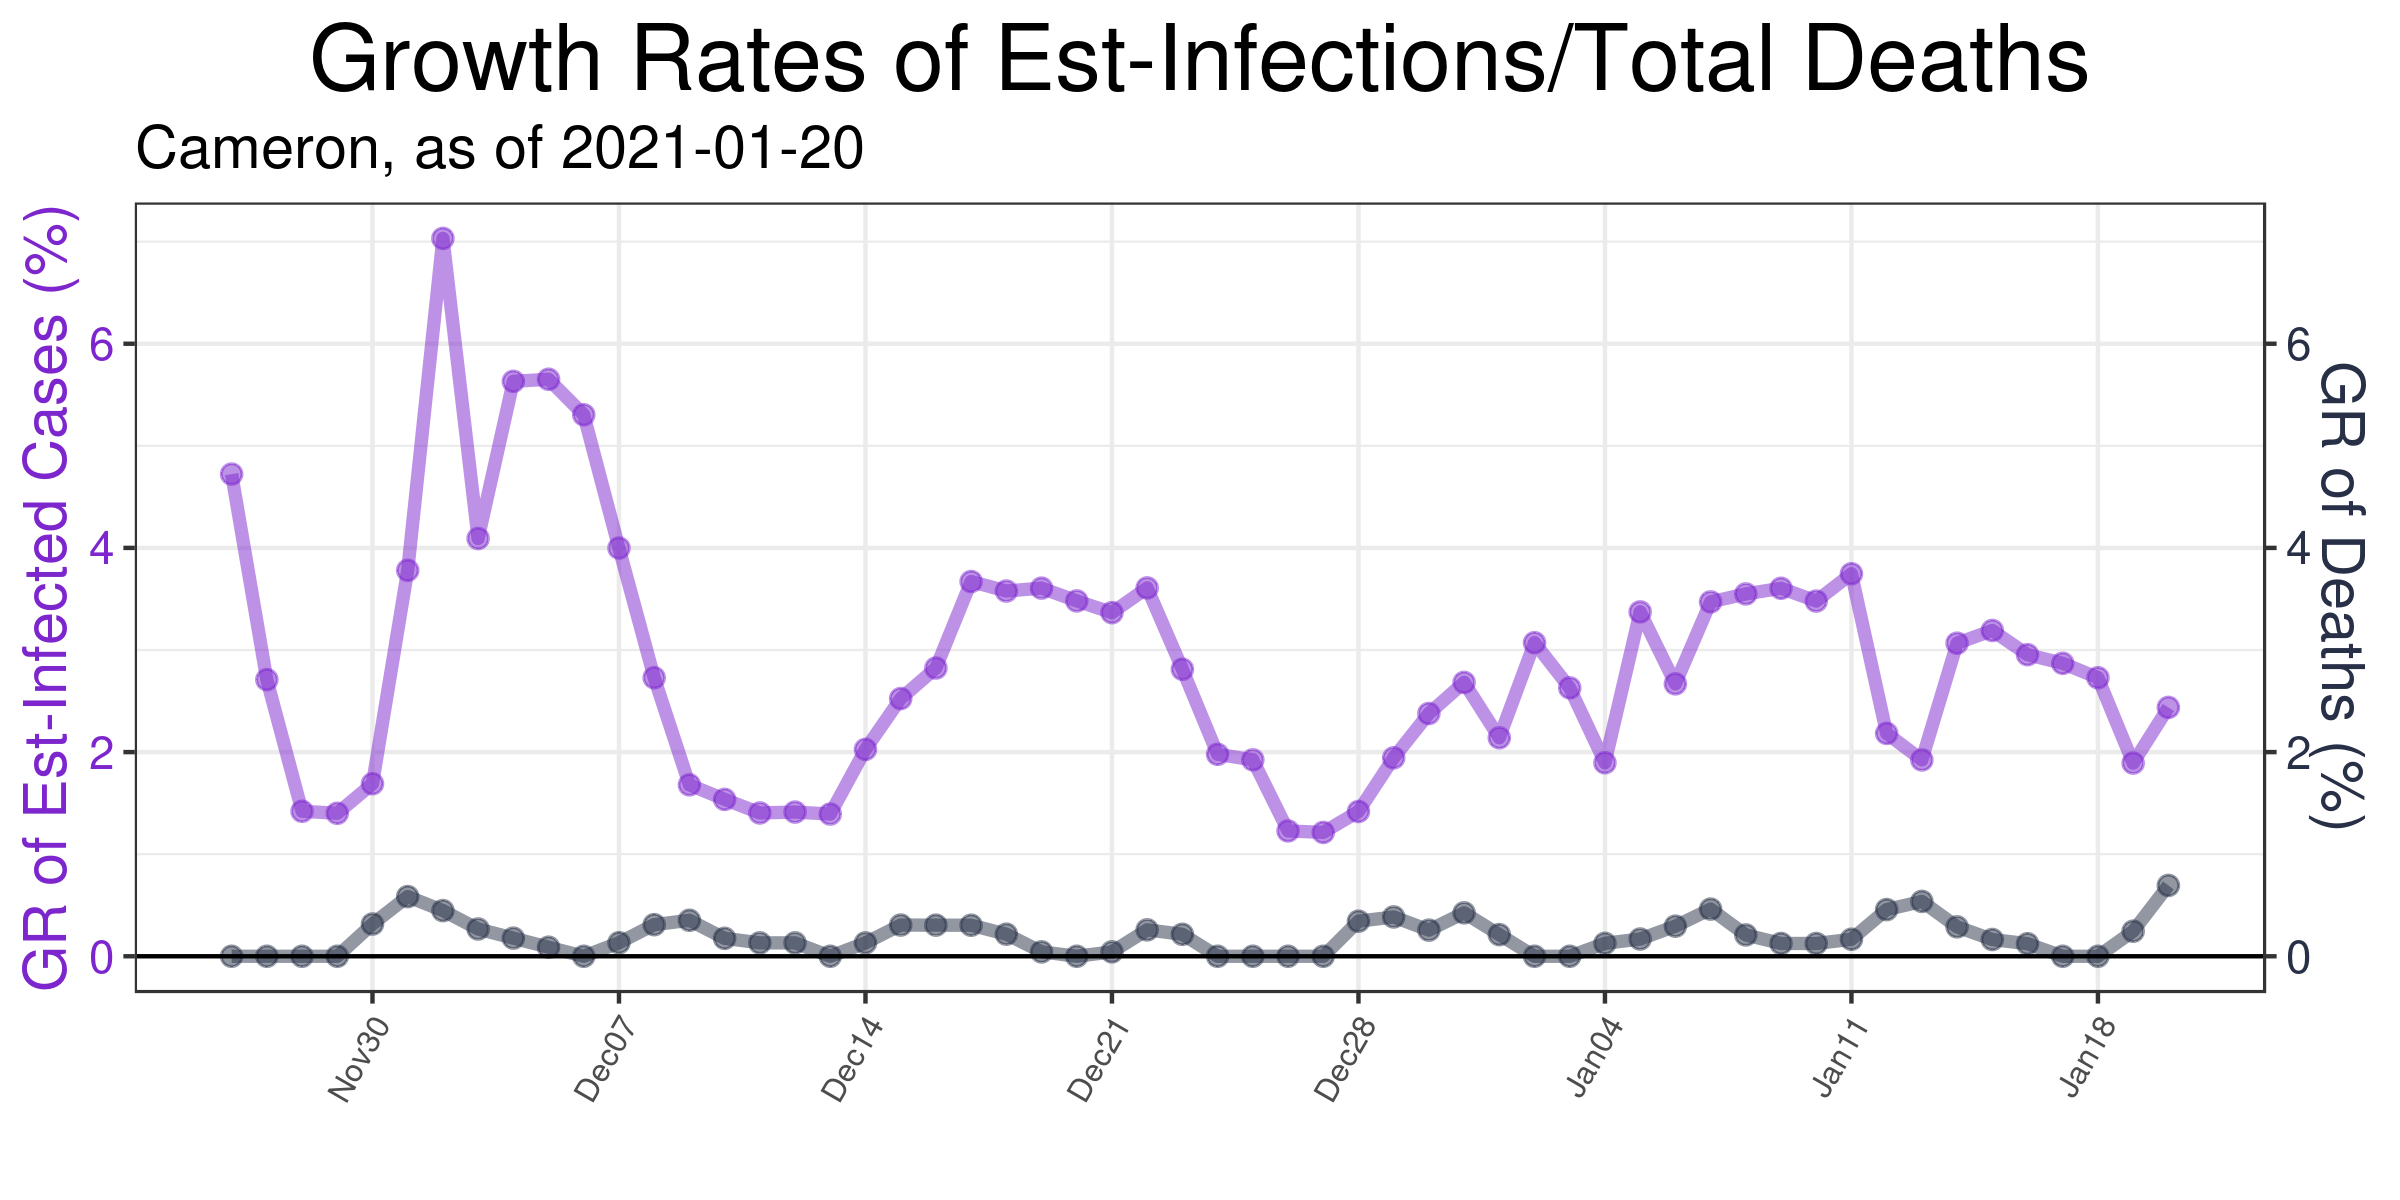 Growth Rates of Est-Infections/Total Deaths
Cameron, as of 2021-01-20
GR of Est-Infected Cases (%)
6
4
2
0
6
4
2
0
GR of Deaths (%)
Nov30
Dec07
Dec14
Dec21
Dec28
Jan04
Jan11
Jan18